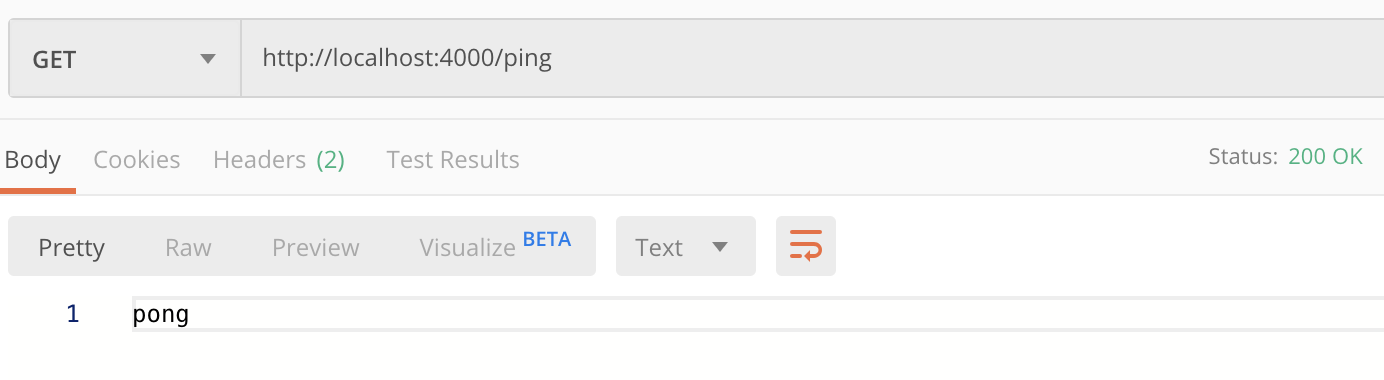 GET http://localhost:4000/ping
Body Cookies Headers (2) Test Results Status: 200 OK
Pretty Raw Preview Visualize BETA Text
1 pong